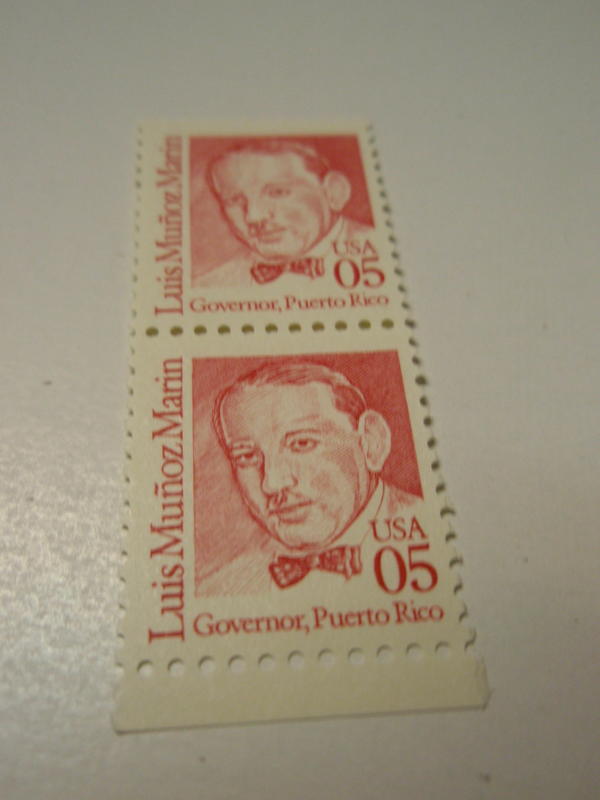 Luis Muñoz Marin
USA
05
Governor, Puerto Rico
Luis Muñoz Marin
USA
05
Governor, Puerto Rico